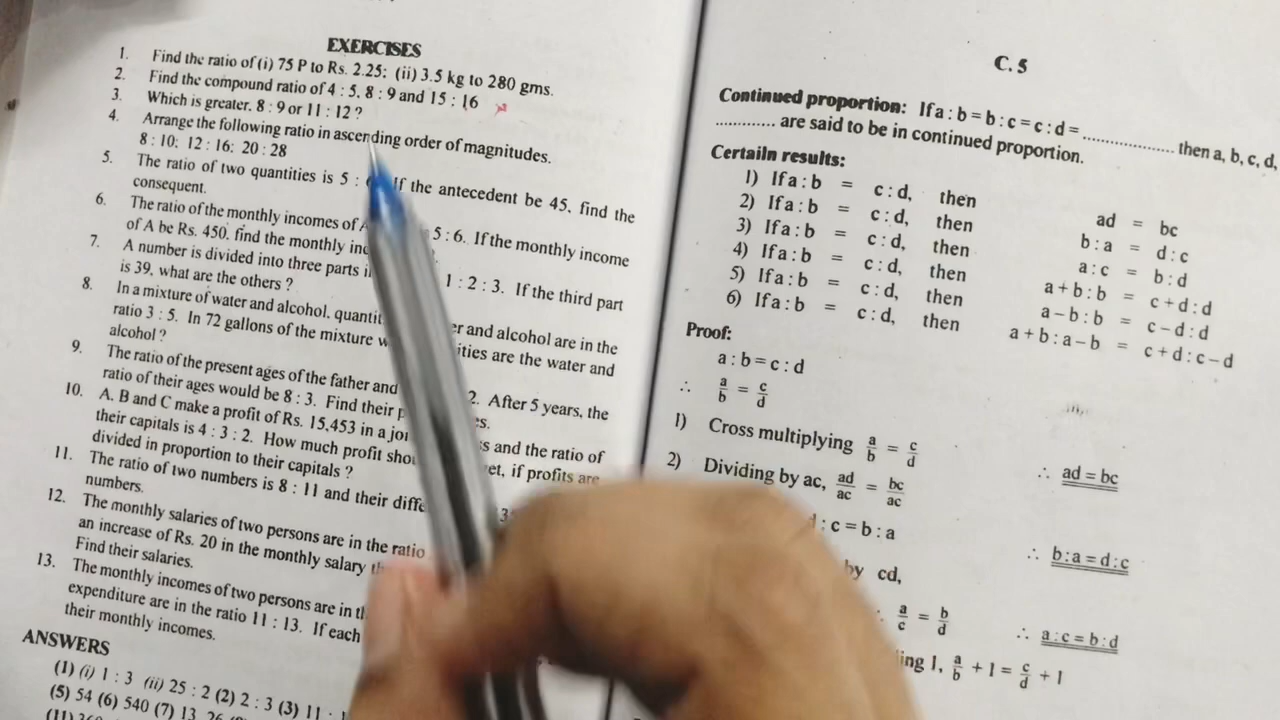 EXERCISES
1. Find the ratio of (i) 75 P to Rs. 2.25; (ii) 3.5 kg to 280 gms.
2. Find the compound ratio of 4 : 5, 8 : 9 and 15 : 16
3. Which is greater, 8 : 9 or 11 : 12 ?
4. Arrange the following ratio in ascending order of magnitudes.
8 : 10; 12 : 16; 20 : 28
5. The ratio of two quantities is 5 : If the antecedent be 45, find the
consequent.
6. The ratio of the monthly incomes of 5 : 6. If the monthly income
of A be Rs. 450, find the monthly
7. A number is divided into three parts 1 : 2 : 3. If the third part
is 39, what are the others ?
8. In a mixture of water and alcohol, and alcohol are in the
ratio 3 : 5. In 72 gallons of the mixture are the water and
alcohol ?
9. The ratio of the present ages of the father and 2. After 5 years, the
ratio of their ages would be 8 : 3. Find their
10. A, B and C make a profit of Rs. 15,453 in a and the ratio of
their capitals is 4 : 3 : 2. How much profit if profits are
divided in proportion to their capitals ?
11. The ratio of two numbers is 8 : 11 and their
numbers.
12. The monthly salaries of two persons are in the ratio
an increase of Rs. 20 in the monthly salary
Find their salaries.
13. The monthly incomes of two persons are in
expenditure are in the ratio 11 : 13. If each
their monthly incomes.
ANSWERS
(1) (i) 1 : 3 (ii) 25 : 2 (2) 2 : 3 (3) 11 :
(5) 54 (6) 540 (7) 13,
C. 5
Continued proportion: If a : b = b : c = c : d = .................... then a, b, c, d,
............ are said to be in continued proportion.
Certailn results:
1) If a : b = c : d, then ad = bc
2) If a : b = c : d, then b : a = d : c
3) If a : b = c : d, then a : c = b : d
4) If a : b = c : d, then a + b : b = c + d : d
5) If a : b = c : d, then a − b : b = c − d : d
6) If a : b = c : d, then a + b : a − b = c + d : c − d
Proof:
a : b = c : d
∴ a/b = c/d
1) Cross multiplying a/b = c/d ∴ ad = bc
2) Dividing by ac, ad/ac = bc/ac
: c = b : a ∴ b : a = d : c
by cd,
a/c = b/d ∴ a : c = b : d
1, a/b + 1 = c/d + 1